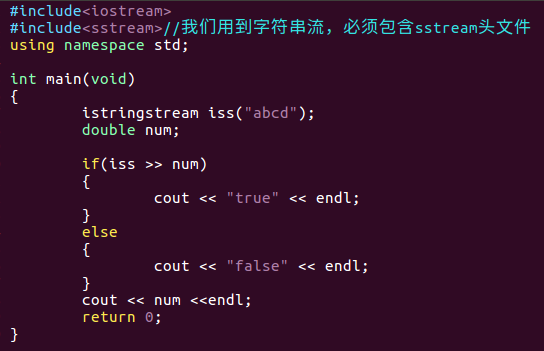 #include<iostream>
#include<sstream>//我们用到字符串流，必须包含sstream头文件
using namespace std;
int main(void)
{
istringstream iss("abcd");
double num;
if(iss >> num)
{
cout << "true" << endl;
}
else
{
cout << "false" << endl;
}
cout << num <<endl;
return 0;
}